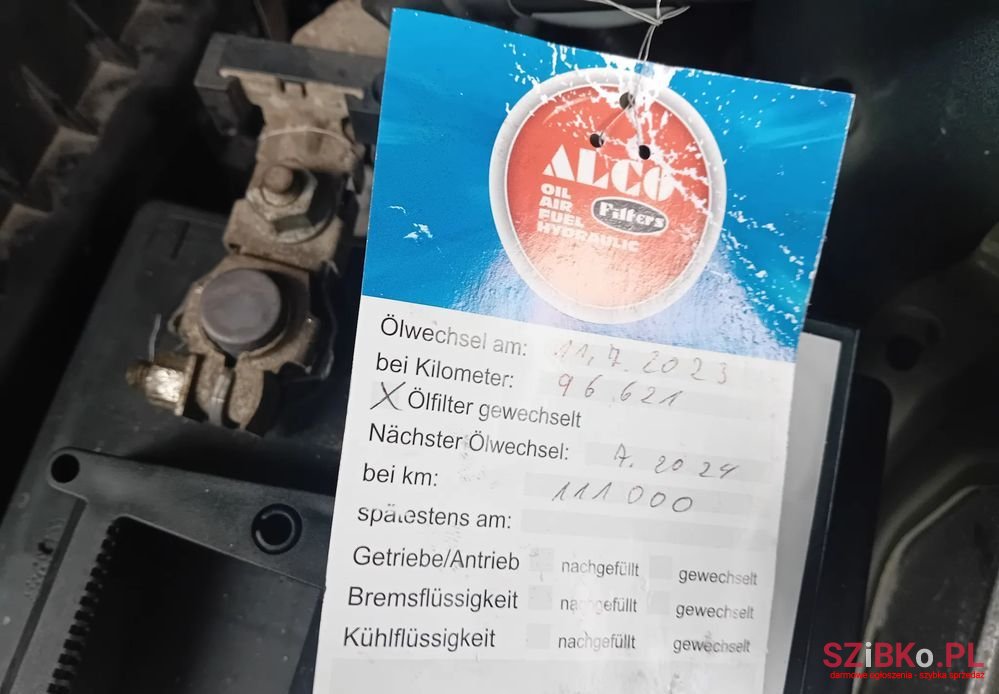 ALCO
OIL
AIR
FUEL
HYDRAULIC
Filters
Ölwechsel am: 11.7.2023
bei Kilometer: 96.621
X Ölfilter gewechselt
Nächster Ölwechsel: 7.2024
bei km: 111000
spätestens am:
Getriebe/Antrieb nachgefüllt gewechselt
Bremsflüssigkeit nachgefüllt gewechselt
Kühlflüssigkeit nachgefüllt gewechselt
SZiBKo.PL
darmowe ogłoszenia - szybka sprzedaż